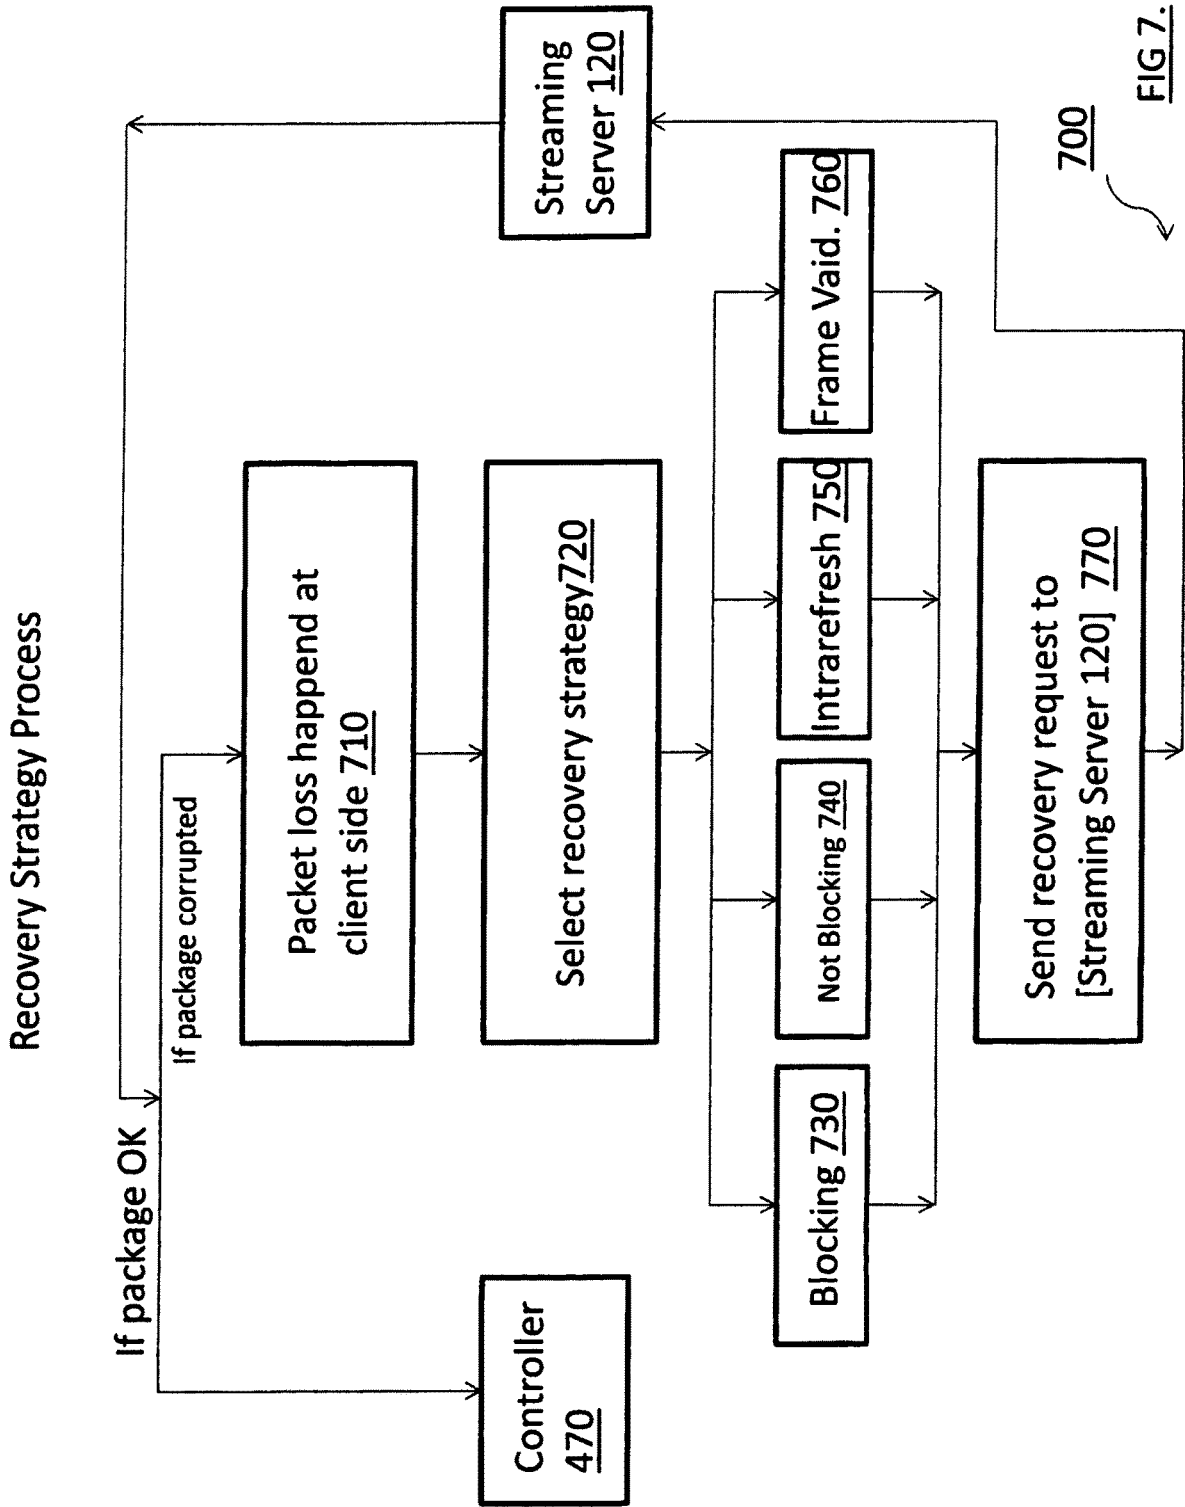 Recovery Strategy Process
If package OK
If package corrupted
Packet loss happend at
client side 710
Controller
470
Select recovery strategy720
Streaming
Server 120
Blocking 730
Not Blocking 740
Intrarefresh 750
Frame Vaid. 760
Send recovery request to
[Streaming Server 120] 770
700
FIG 7.